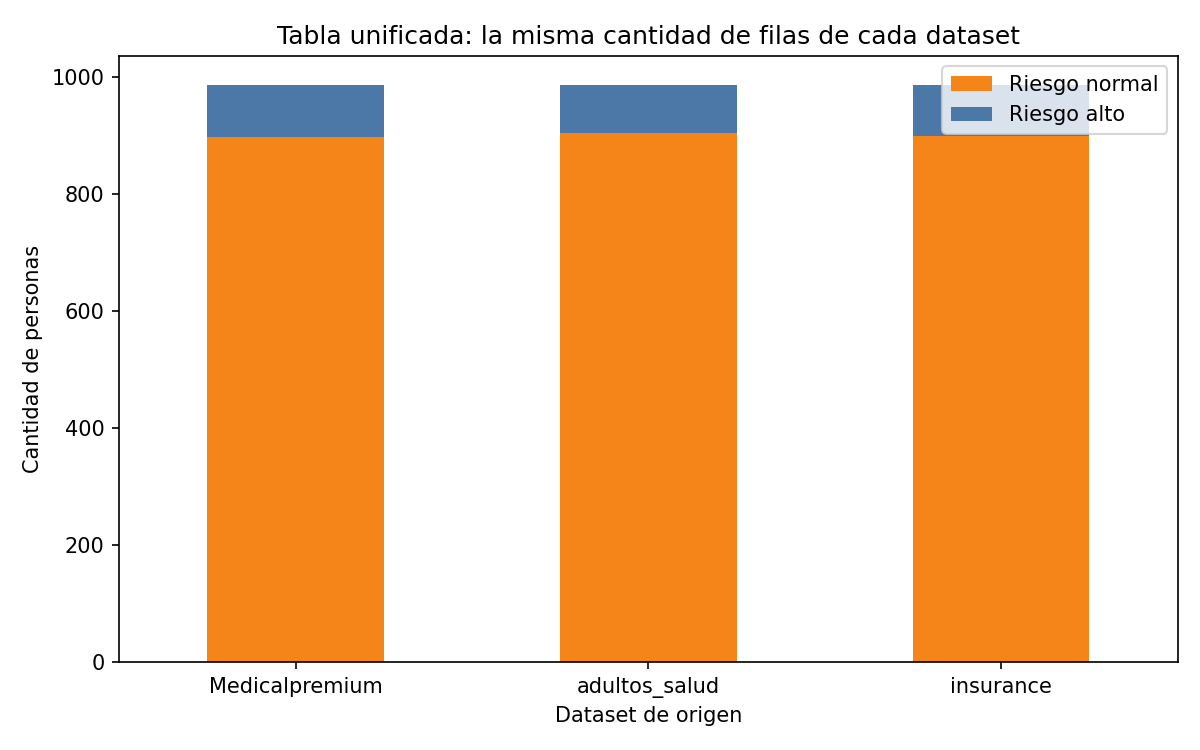 Tabla unificada: la misma cantidad de filas de cada dataset
Riesgo normal
Riesgo alto
Cantidad de personas
1000
800
600
400
200
0
Medicalpremium
adultos_salud
insurance
Dataset de origen